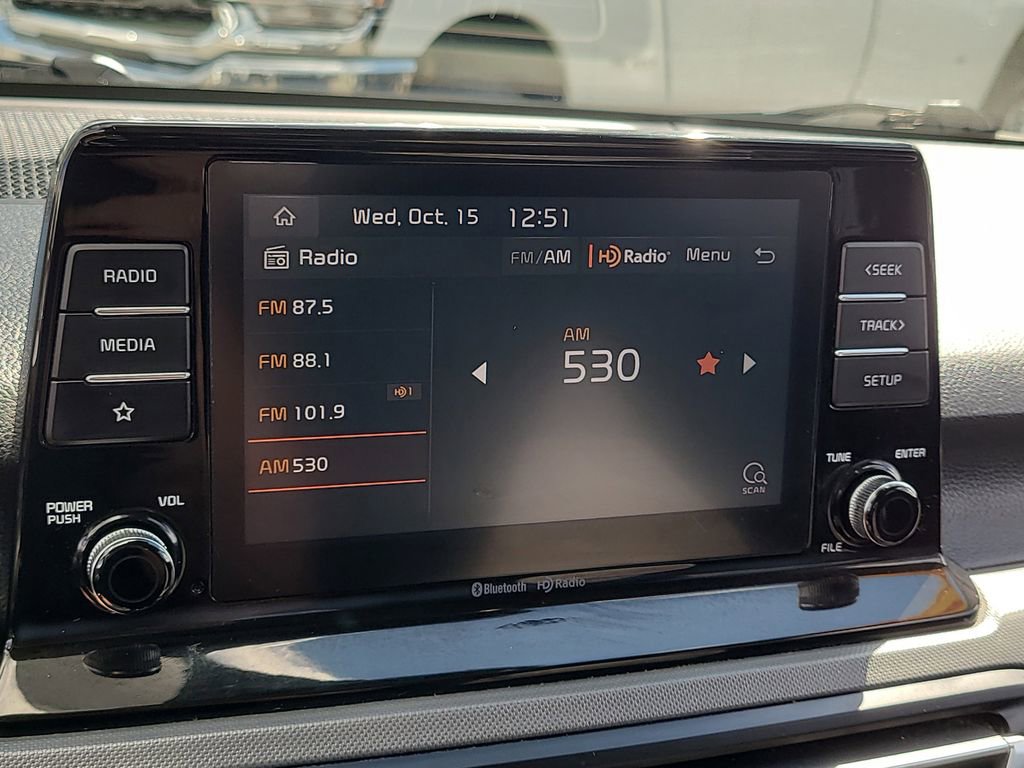 Wed, Oct. 15 12:51
Radio FM/AM HD Radio Menu
FM 87.5
FM 88.1
HD 1
FM 101.9
AM 530
AM
530
SCAN
RADIO
MEDIA
POWER
PUSH
VOL
<SEEK
TRACK>
SETUP
TUNE
ENTER
FILE
Bluetooth HD Radio